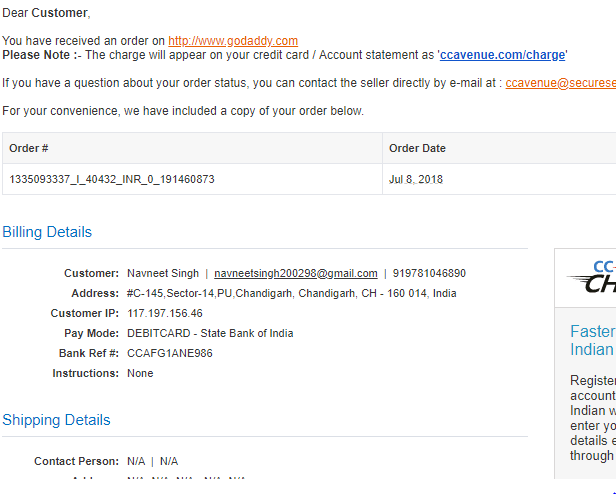 Dear Customer,
You have received an order on http://www.godaddy.com
Please Note :- The charge will appear on your credit card / Account statement as 'ccavenue.com/charge'
If you have a question about your order status, you can contact the seller directly by e-mail at : ccavenue@securese
For your convenience, we have included a copy of your order below.
Order # Order Date
1335093337_I_40432_INR_0_191460873 Jul 8, 2018
Billing Details
Customer: Navneet Singh | navneetsingh200298@gmail.com | 919781046890
Address: #C-145,Sector-14,PU,Chandigarh, Chandigarh, CH - 160 014, India
Customer IP: 117.197.156.46
Pay Mode: DEBITCARD - State Bank of India
Bank Ref #: CCAFG1ANE986
Instructions: None
Shipping Details
Contact Person: N/A | N/A
CC
CH
Faster
Indian
Register
account
Indian w
enter yo
details e
through